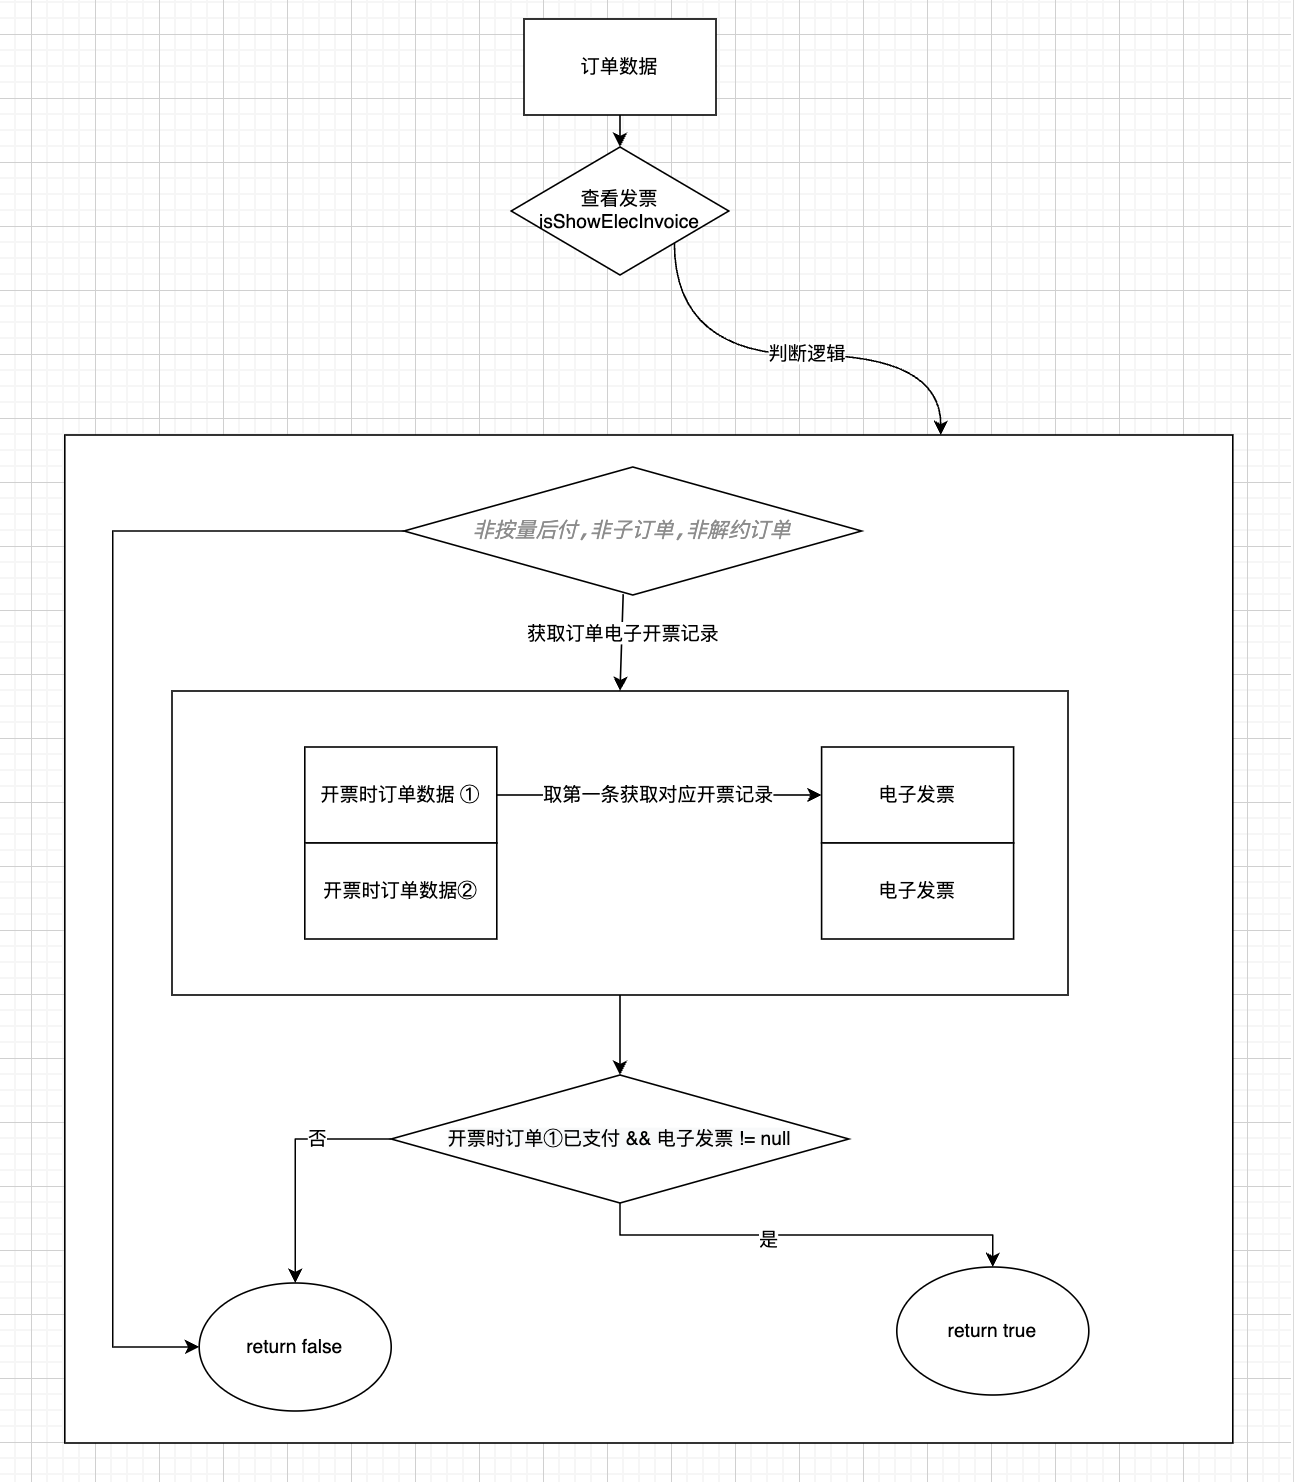 订单数据
查看发票
isShowElecInvoice
判断逻辑
非按量后付,非子订单,非解约订单
获取订单电子开票记录
开票时订单数据 ①
取第一条获取对应开票记录
电子发票
开票时订单数据②
电子发票
开票时订单①已支付 && 电子发票 != null
否
是
return false
return true